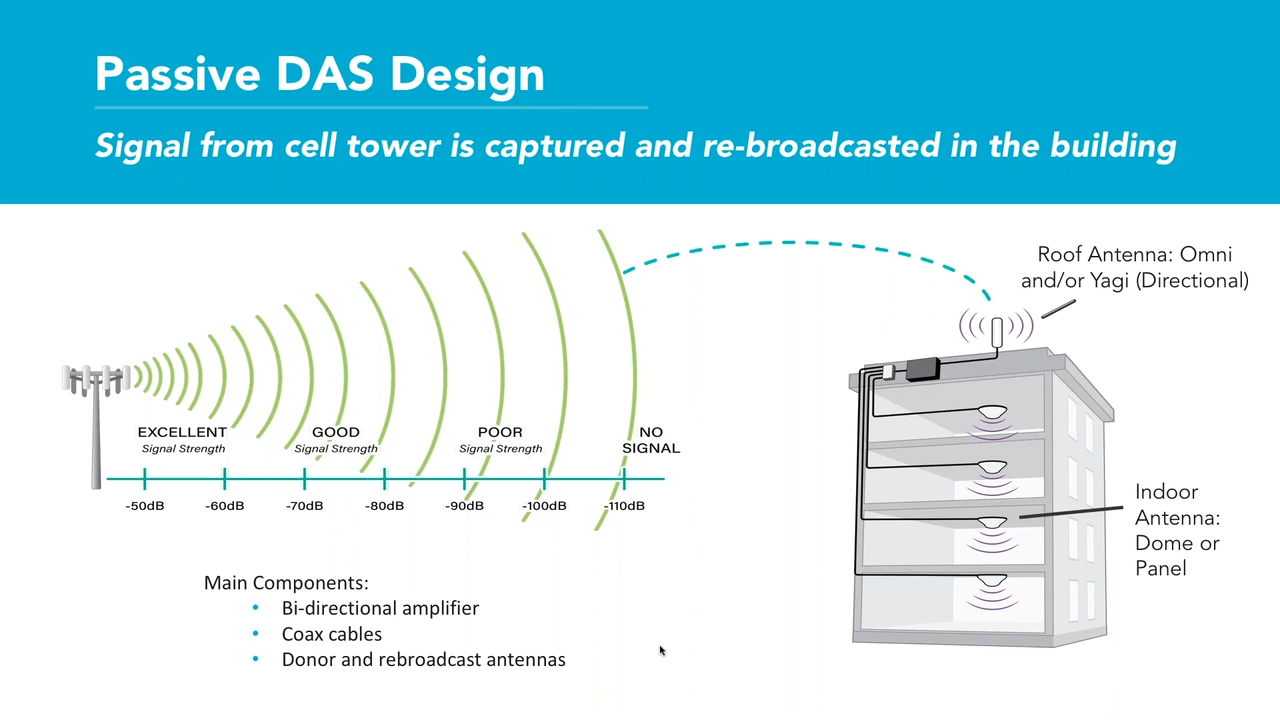 Passive DAS Design
Signal from cell tower is captured and re-broadcasted in the building
Roof Antenna: Omni
and/or Yagi (Directional)
EXCELLENT
Signal Strength
GOOD
Signal Strength
POOR
Signal Strength
NO
SIGNAL
-50dB
-60dB
-70dB
-80dB
-90dB
-100dB
-110dB
Indoor
Antenna:
Dome or
Panel
Main Components:
• Bi-directional amplifier
• Coax cables
• Donor and rebroadcast antennas